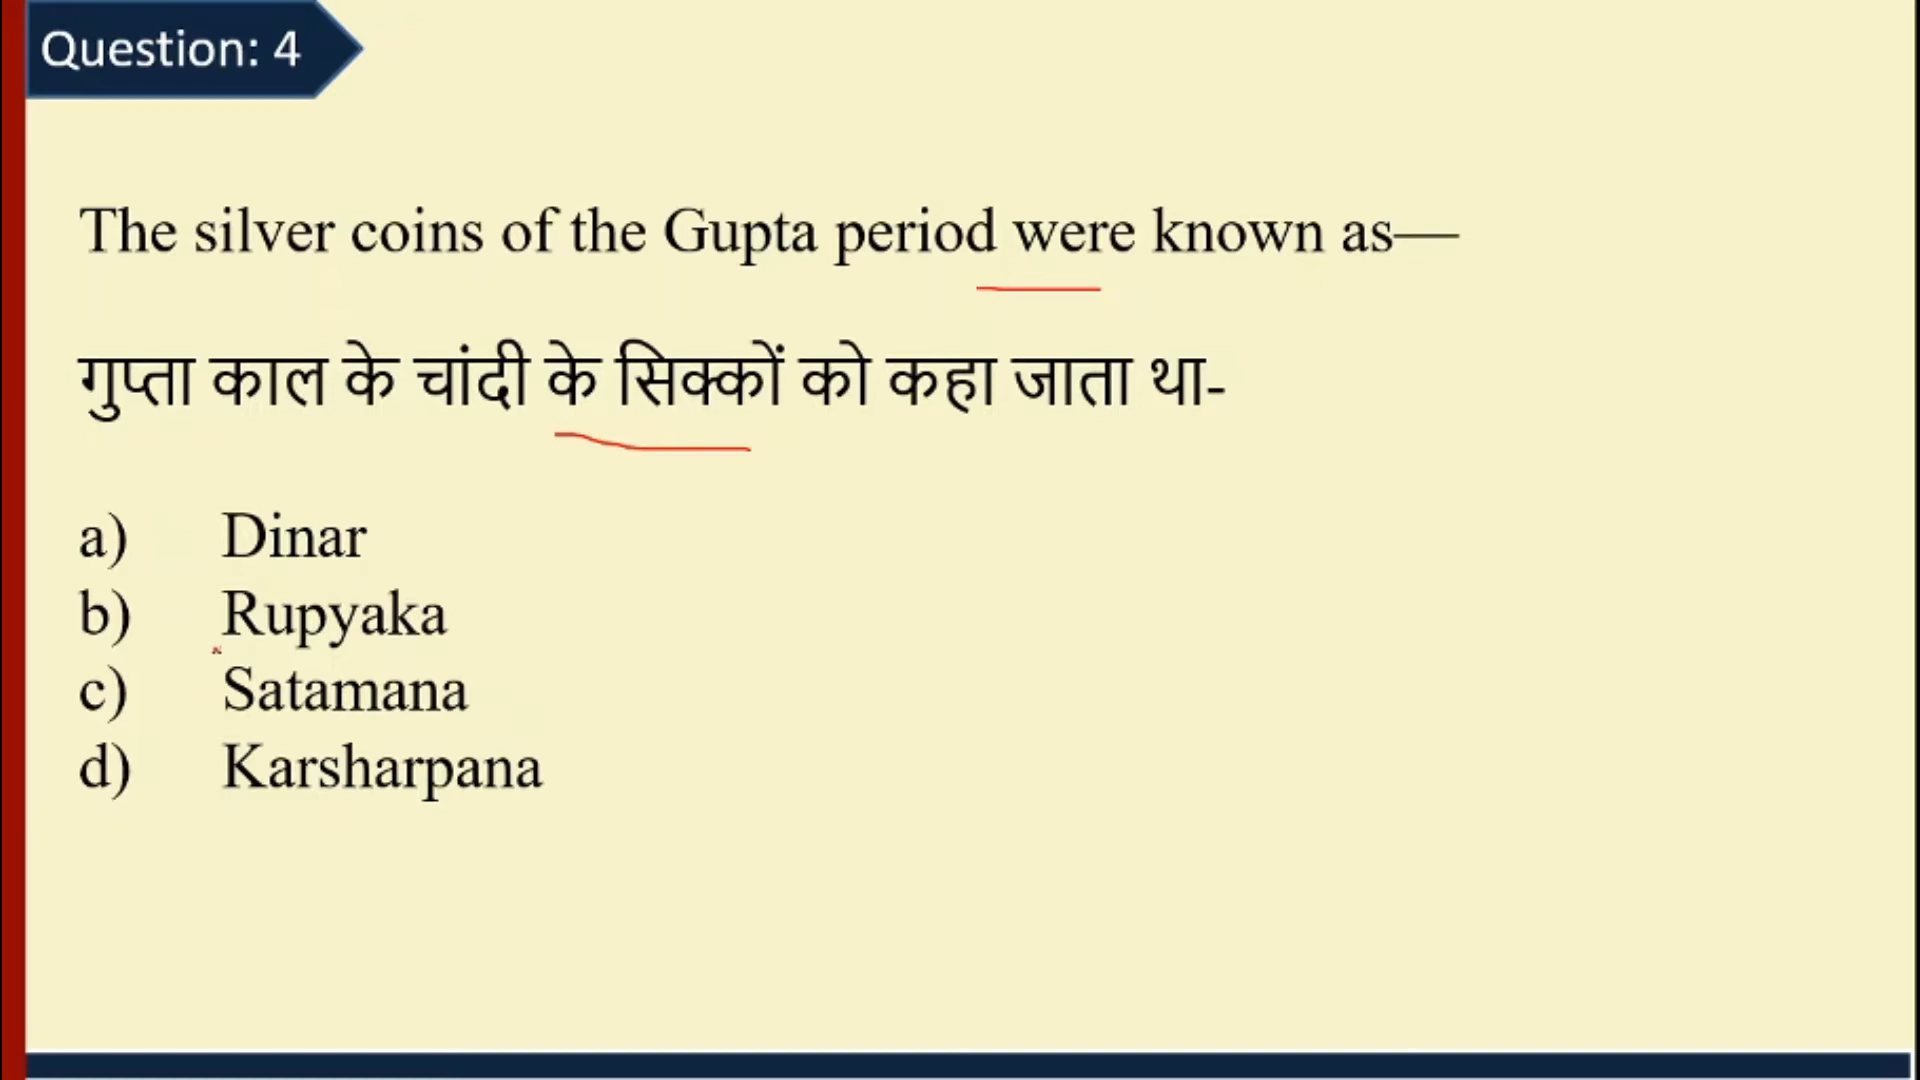 Question: 4
The silver coins of the Gupta period were known as—
गुप्ता काल के चांदी के सिक्कों को कहा जाता था-
a) Dinar
b) Rupyaka
c) Satamana
d) Karsharpana